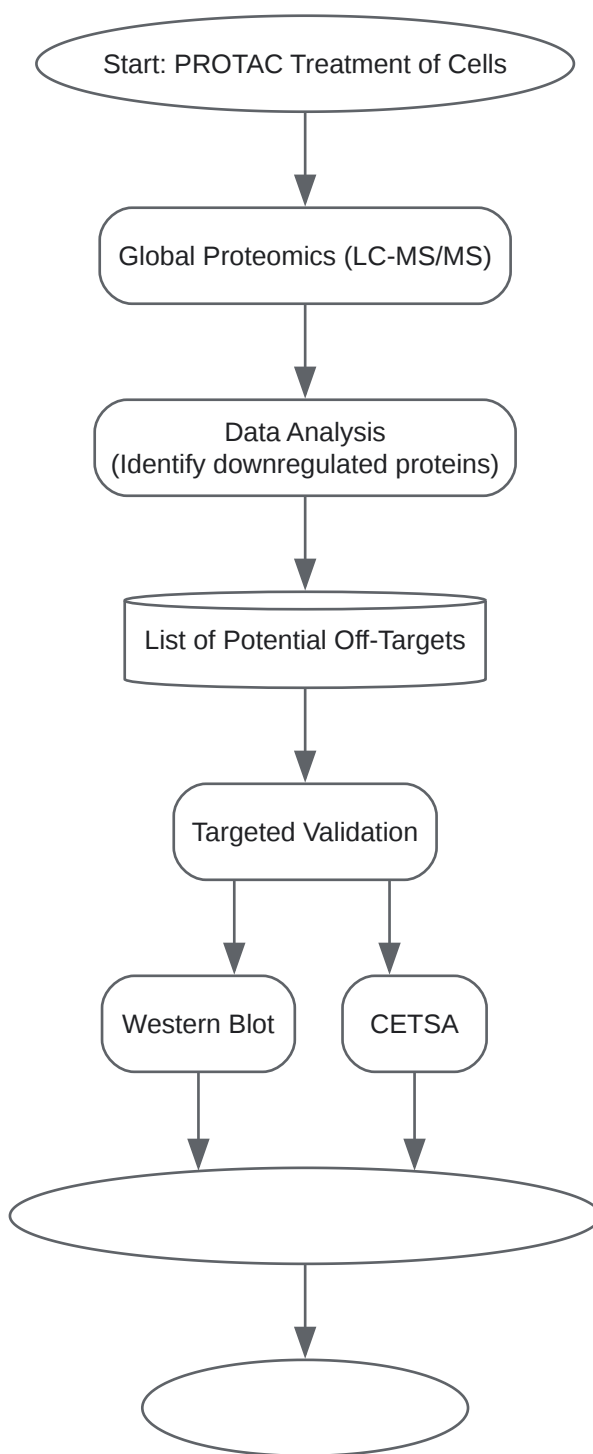 Start: PROTAC Treatment of Cells
Global Proteomics (LC-MS/MS)
Data Analysis
(Identify downregulated proteins)
List of Potential Off-Targets
Targeted Validation
Western Blot
CETSA